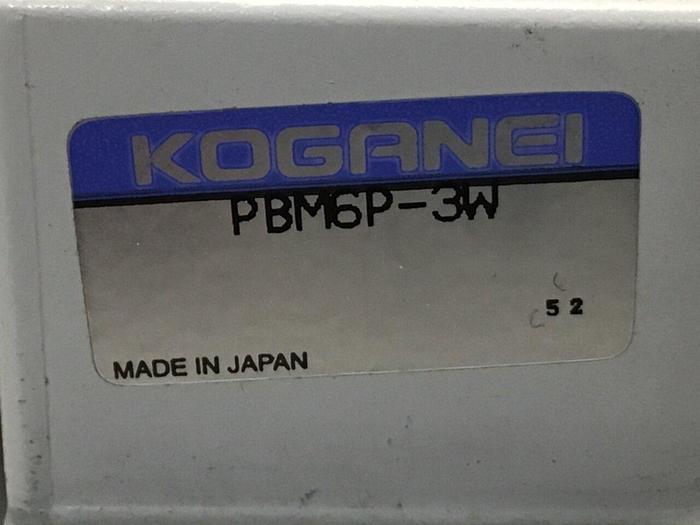 KOGANEI
PBM6P-3W
52
MADE IN JAPAN